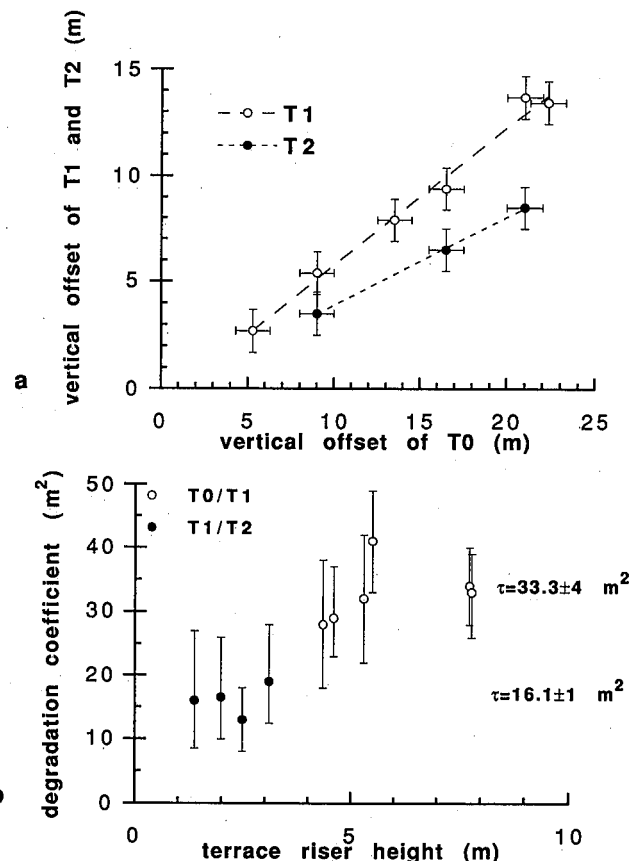 15
10
5
0
vertical offset of T1 and T2 (m)
T1
T2
0 5 10 15 20 25
vertical offset of T0 (m)
a
50
40
30
20
10
0
degradation coefficient (m²)
T0/T1
T1/T2
τ=33.3±4 m²
τ=16.1±1 m²
0 5 10
terrace riser height (m)